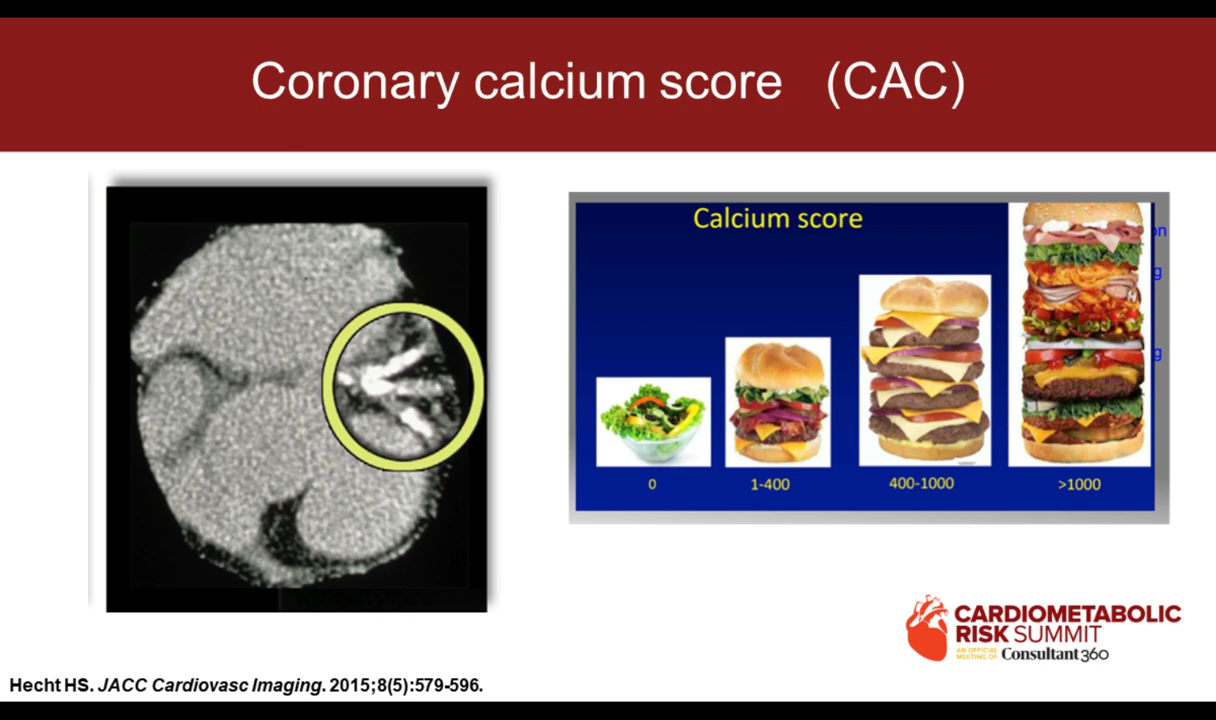 Coronary calcium score (CAC)
Calcium score
on
g
g
0
1-400
400-1000
>1000
CARDIOMETABOLIC
RISK SUMMIT
AN OFFICIAL
MEETING OF Consultant360
Hecht HS. JACC Cardiovasc Imaging. 2015;8(5):579-596.